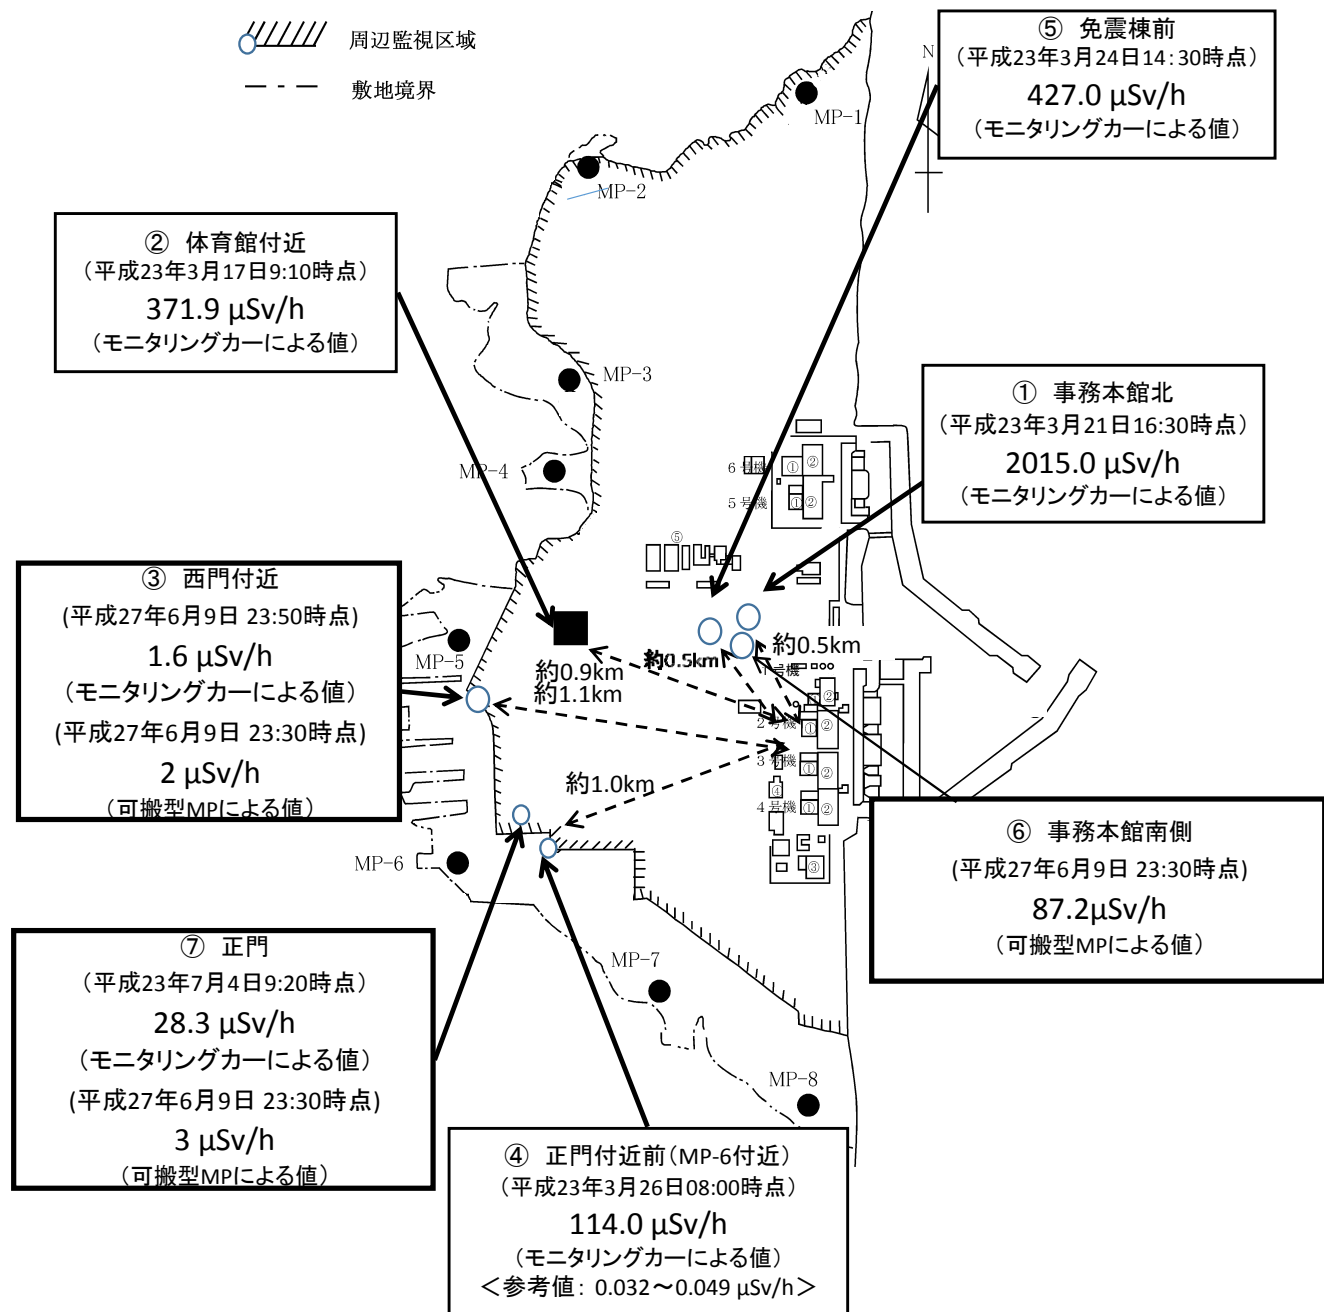 周辺監視区域
敷地境界
⑤ 免震棟前
(平成23年3月24日14:30時点)
427.0 μSv/h
(モニタリングカーによる値)
N
MP-1
MP-2
② 体育館付近
(平成23年3月17日9:10時点)
371.9 μSv/h
(モニタリングカーによる値)
MP-3
① 事務本館北
(平成23年3月21日16:30時点)
2015.0 μSv/h
(モニタリングカーによる値)
MP-4
6号機
①
②
5号機
①
②
⑤
③ 西門付近
(平成27年6月9日 23:50時点)
1.6 μSv/h
(モニタリングカーによる値)
(平成27年6月9日 23:30時点)
2 μSv/h
(可搬型MPによる値)
MP-5
約0.9km
約1.1km
約0.5km
約0.5km
1号機
②
2号機
①
②
3号機
①
②
④
4号機
①
②
③
約1.0km
MP-6
⑥ 事務本館南側
(平成27年6月9日 23:30時点)
87.2μSv/h
(可搬型MPによる値)
⑦ 正門
(平成23年7月4日9:20時点)
28.3 μSv/h
(モニタリングカーによる値)
(平成27年6月9日 23:30時点)
3 μSv/h
(可搬型MPによる値)
MP-7
MP-8
④ 正門付近前(MP-6付近)
(平成23年3月26日08:00時点)
114.0 μSv/h
(モニタリングカーによる値)
＜参考値: 0.032～0.049 μSv/h＞